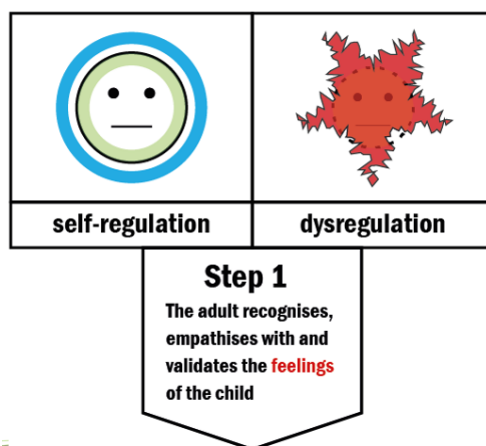 self-regulation
dysregulation
Step 1
The adult recognises,
empathises with and
validates the feelings
of the child